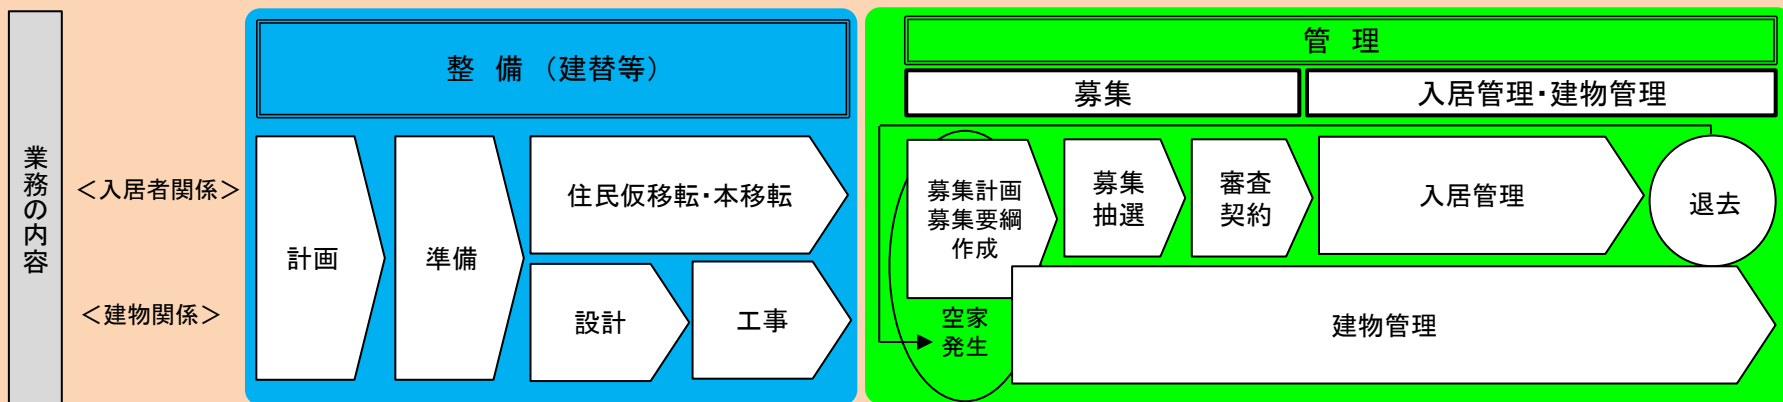 業務の内容
＜入居者関係＞
＜建物関係＞
整 備 （建替等）
計画
準備
住民仮移転・本移転
設計
工事
管 理
募集
入居管理・建物管理
募集計画
募集要綱
作成
募集
抽選
審査
契約
入居管理
退去
空家
発生
建物管理